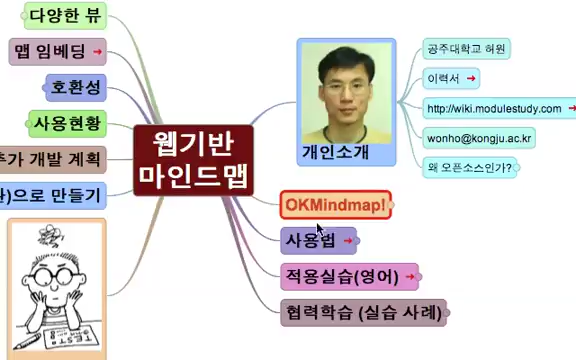 다양한 뷰
맵 임베딩
호환성
사용현황
추가 개발 계획
으로 만들기
웹기반
마인드맵
개인소개
공주대학교 허원
이력서
http://wiki.modulestudy.com
wonho@kongju.ac.kr
왜 오픈소스인가?
OKMindmap!
사용법
적용실습(영어)
협력학습 (실습 사례)
TEST